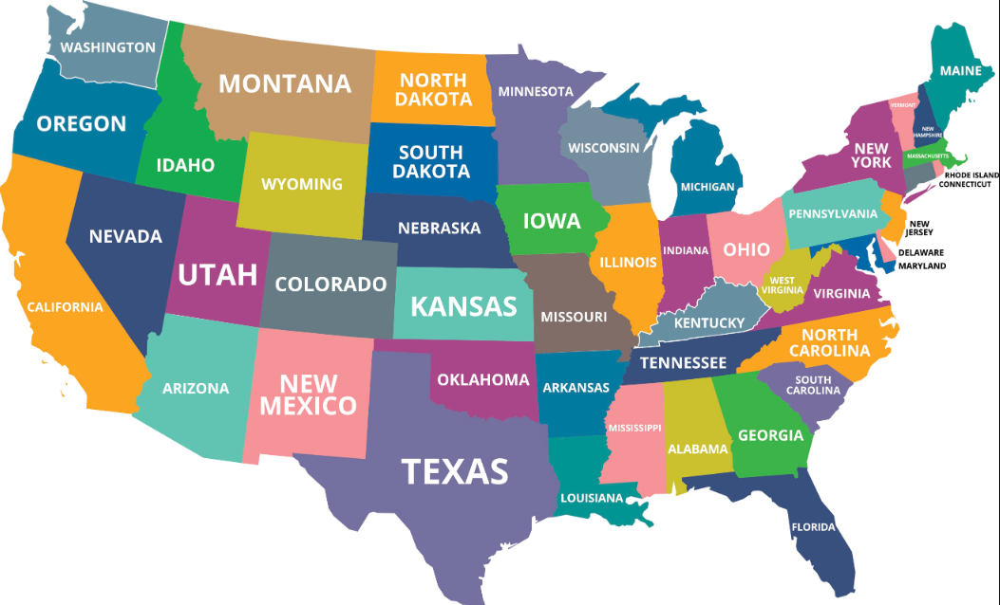 WASHINGTON
OREGON
CALIFORNIA
NEVADA
IDAHO
MONTANA
WYOMING
UTAH
COLORADO
ARIZONA
NEW
MEXICO
NORTH
DAKOTA
SOUTH
DAKOTA
NEBRASKA
KANSAS
OKLAHOMA
TEXAS
MINNESOTA
IOWA
MISSOURI
ARKANSAS
LOUISIANA
WISCONSIN
ILLINOIS
MICHIGAN
INDIANA
OHIO
KENTUCKY
TENNESSEE
MISSISSIPPI
ALABAMA
GEORGIA
FLORIDA
SOUTH
CAROLINA
NORTH
CAROLINA
VIRGINIA
WEST
VIRGINIA
PENNSYLVANIA
NEW
YORK
VERMONT
NEW
HAMPSHIRE
MAINE
MASSACHUSETTS
RHODE ISLAND
CONNECTICUT
NEW
JERSEY
DELAWARE
MARYLAND